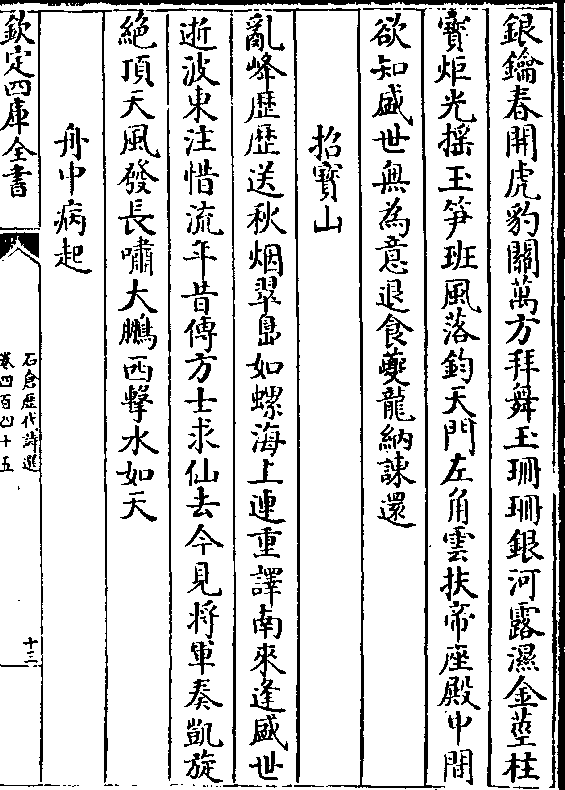 銀鑰春開虎豹關萬方拜舞玉珊珊銀河露濕金莖柱
寶炬光揺玉笋班風落鈞天門左角雲扶帝座殿中間
欲知盛世無為意退食夔龍納諫還
招寳山
亂峰歴歴送秋烟翠島如螺海上連重譯南來逢盛世
逝波東注惜流年昔傳方士求仙去今見將軍奏凱旋
絶頂天風發長嘯大鵬西擊水如天
舟中病起
欽定四庫全書
石倉歴代詩選
卷四百四十五
十三